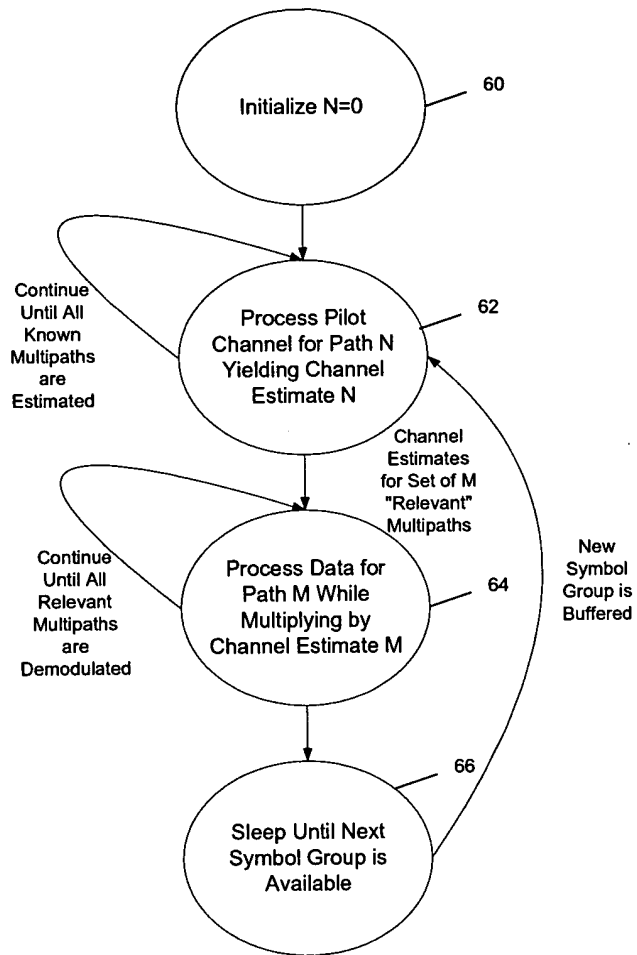 Initialize N=0
60
Continue
Until All
Known
Multipaths
are
Estimated
Process Pilot
Channel for Path N
Yielding Channel
Estimate N
62
Channel
Estimates
for Set of M
"Relevant"
Multipaths
Continue
Until All
Relevant
Multipaths
are
Demodulated
Process Data for
Path M While
Multiplying by
Channel Estimate M
64
New
Symbol
Group is
Buffered
66
Sleep Until Next
Symbol Group is
Available